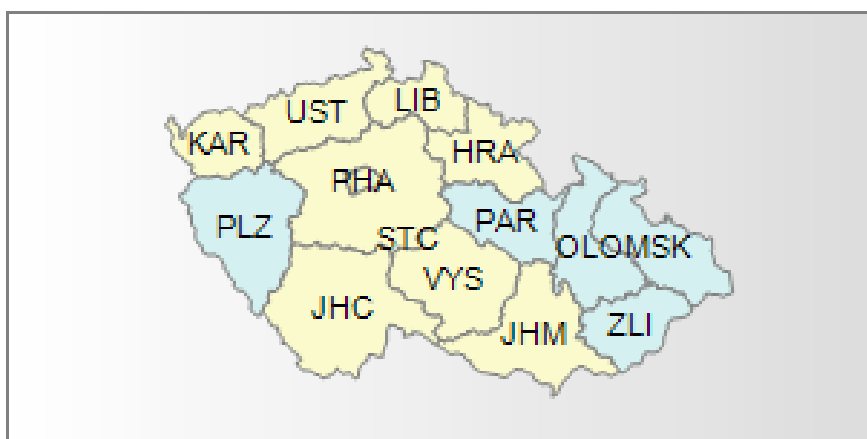 LIB
UST
KAR
HRA
PHA
PAR
PLZ
STC
OLOMSK
VYS
JHC
ZLI
JHM